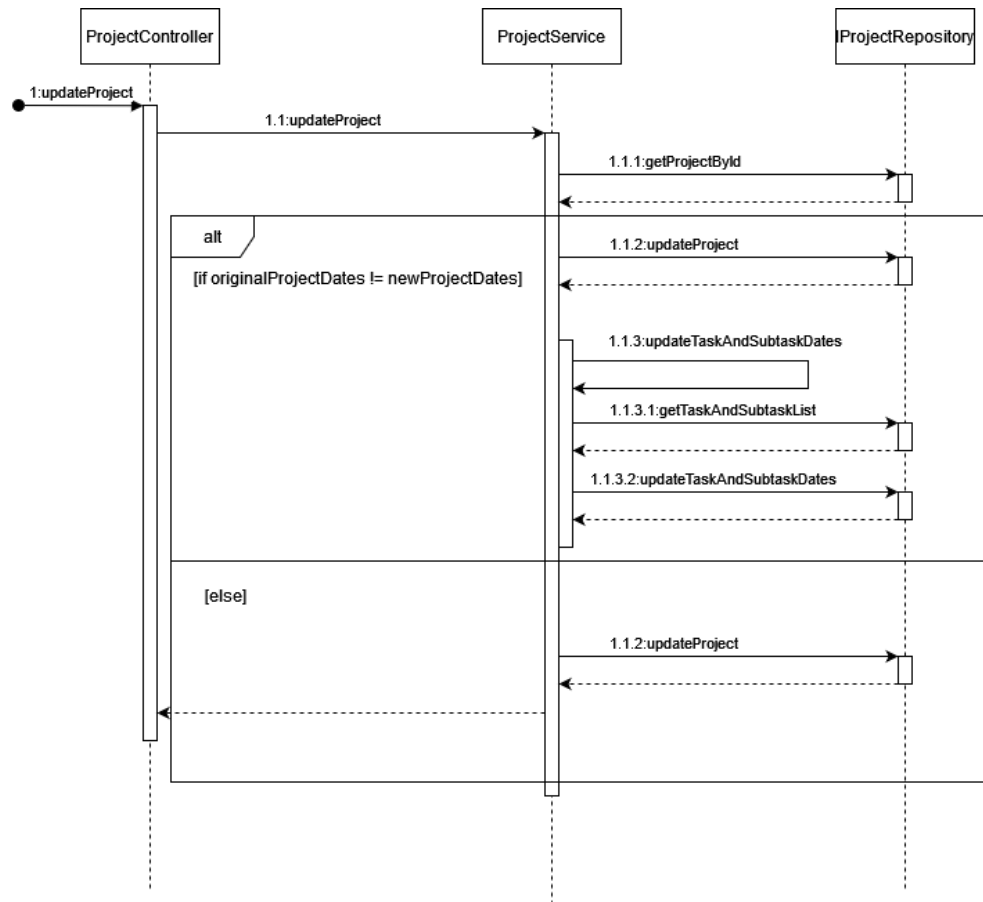 ProjectController
ProjectService
IProjectRepository
1:updateProject
1.1:updateProject
1.1.1:getProjectById
alt
1.1.2:updateProject
[if originalProjectDates != newProjectDates]
1.1.3:updateTaskAndSubtaskDates
1.1.3.1:getTaskAndSubtaskList
1.1.3.2:updateTaskAndSubtaskDates
[else]
1.1.2:updateProject